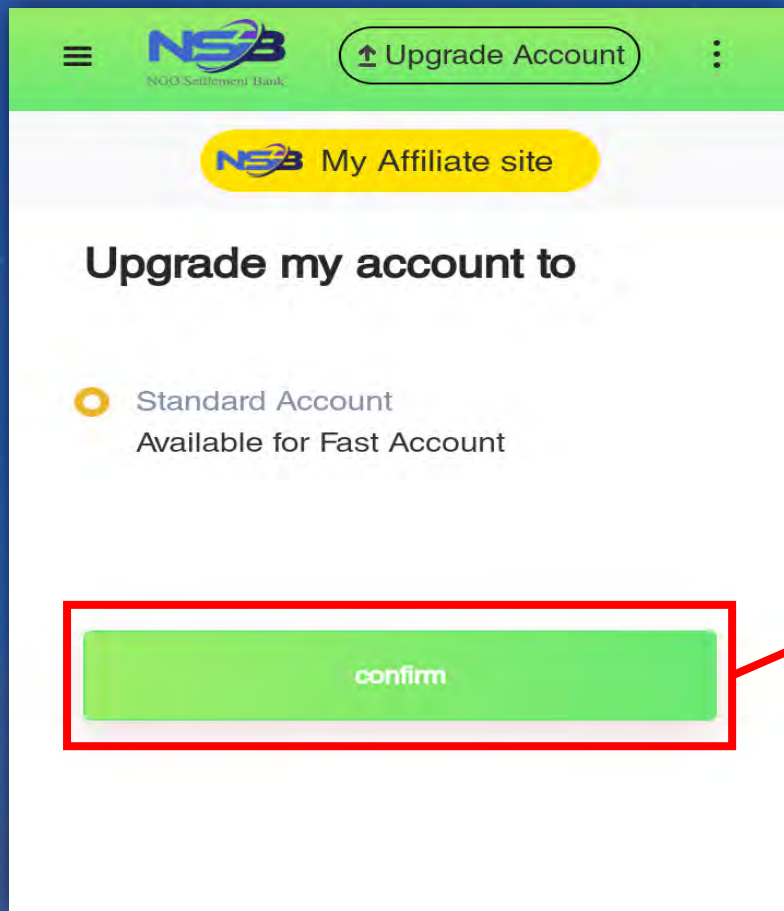 NSB
NGO Settlement Bank
Upgrade Account
NSB My Affiliate site
Upgrade my account to
Standard Account
Available for Fast Account
confirm